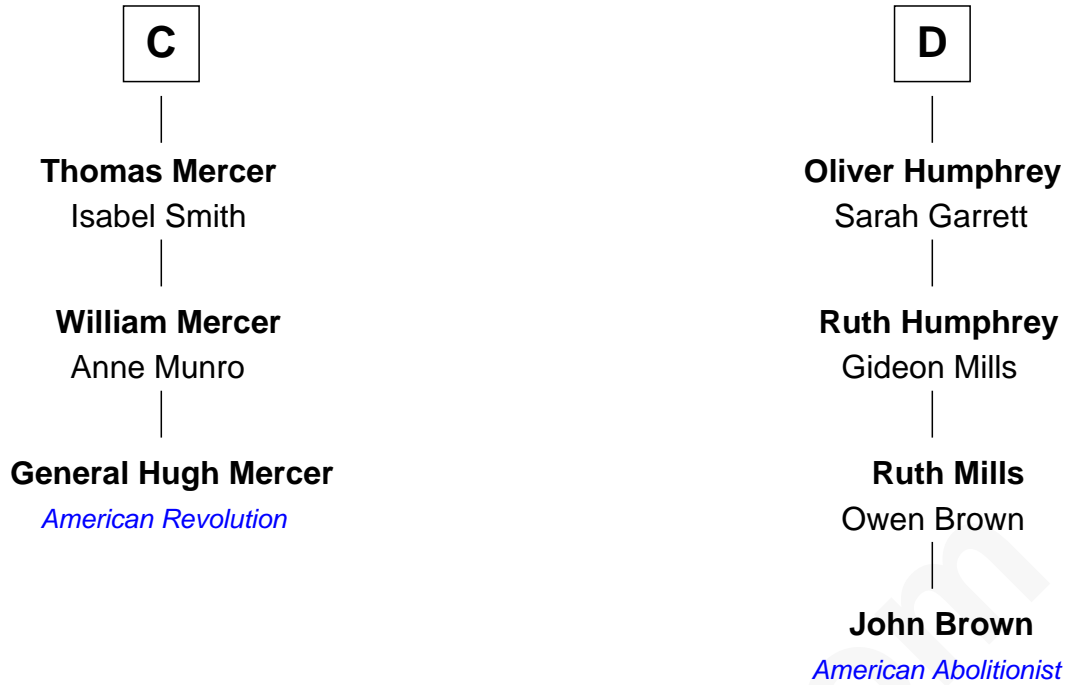 C
Thomas Mercer
Isabel Smith
William Mercer
Anne Munro
General Hugh Mercer
American Revolution
D
Oliver Humphrey
Sarah Garrett
Ruth Humphrey
Gideon Mills
Ruth Mills
Owen Brown
John Brown
American Abolitionist